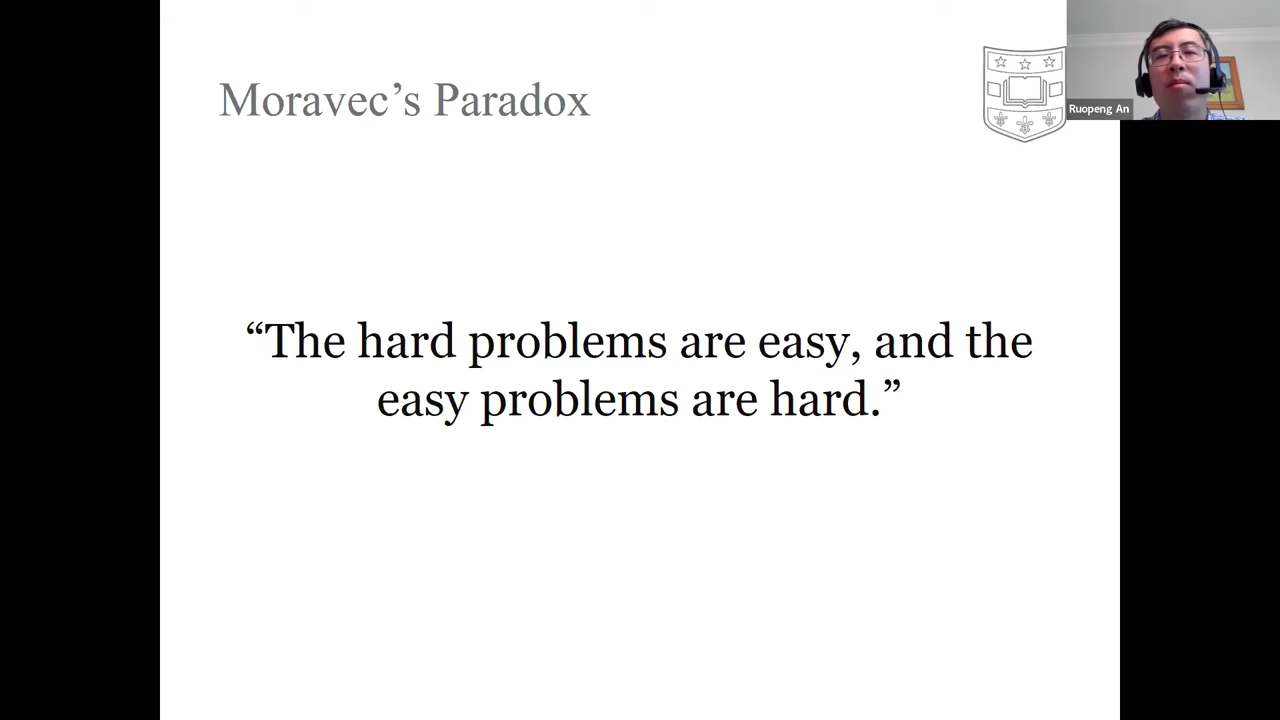 Moravec’s Paradox
Ruopeng An
“The hard problems are easy, and the
easy problems are hard.”